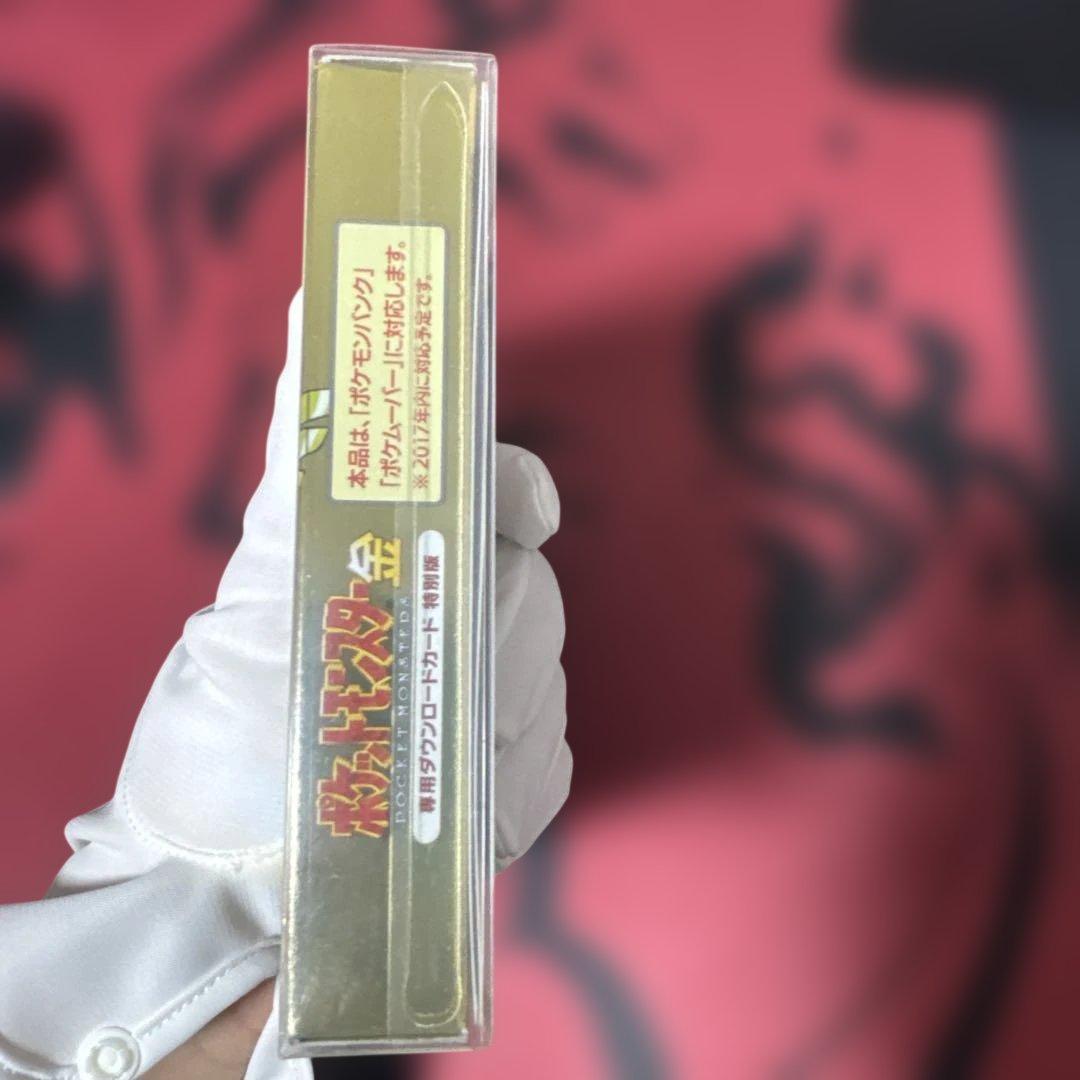 ポケットモンスター金
POCKET MONSTERS
専用ダウンロードカード 特別版
本品は、「ポケモンバンク」
「ポケムーバー」に対応します。
※2017年内に対応予定です。